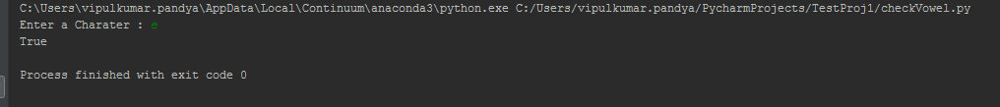 C:\Users\vipulkumar.pandya\AppData\Local\Continuum\anaconda3\python.exe C:/Users/vipulkumar.pandya/PycharmProjects/TestProj1/checkVowel.py
Enter a Charater : e
True
Process finished with exit code 0